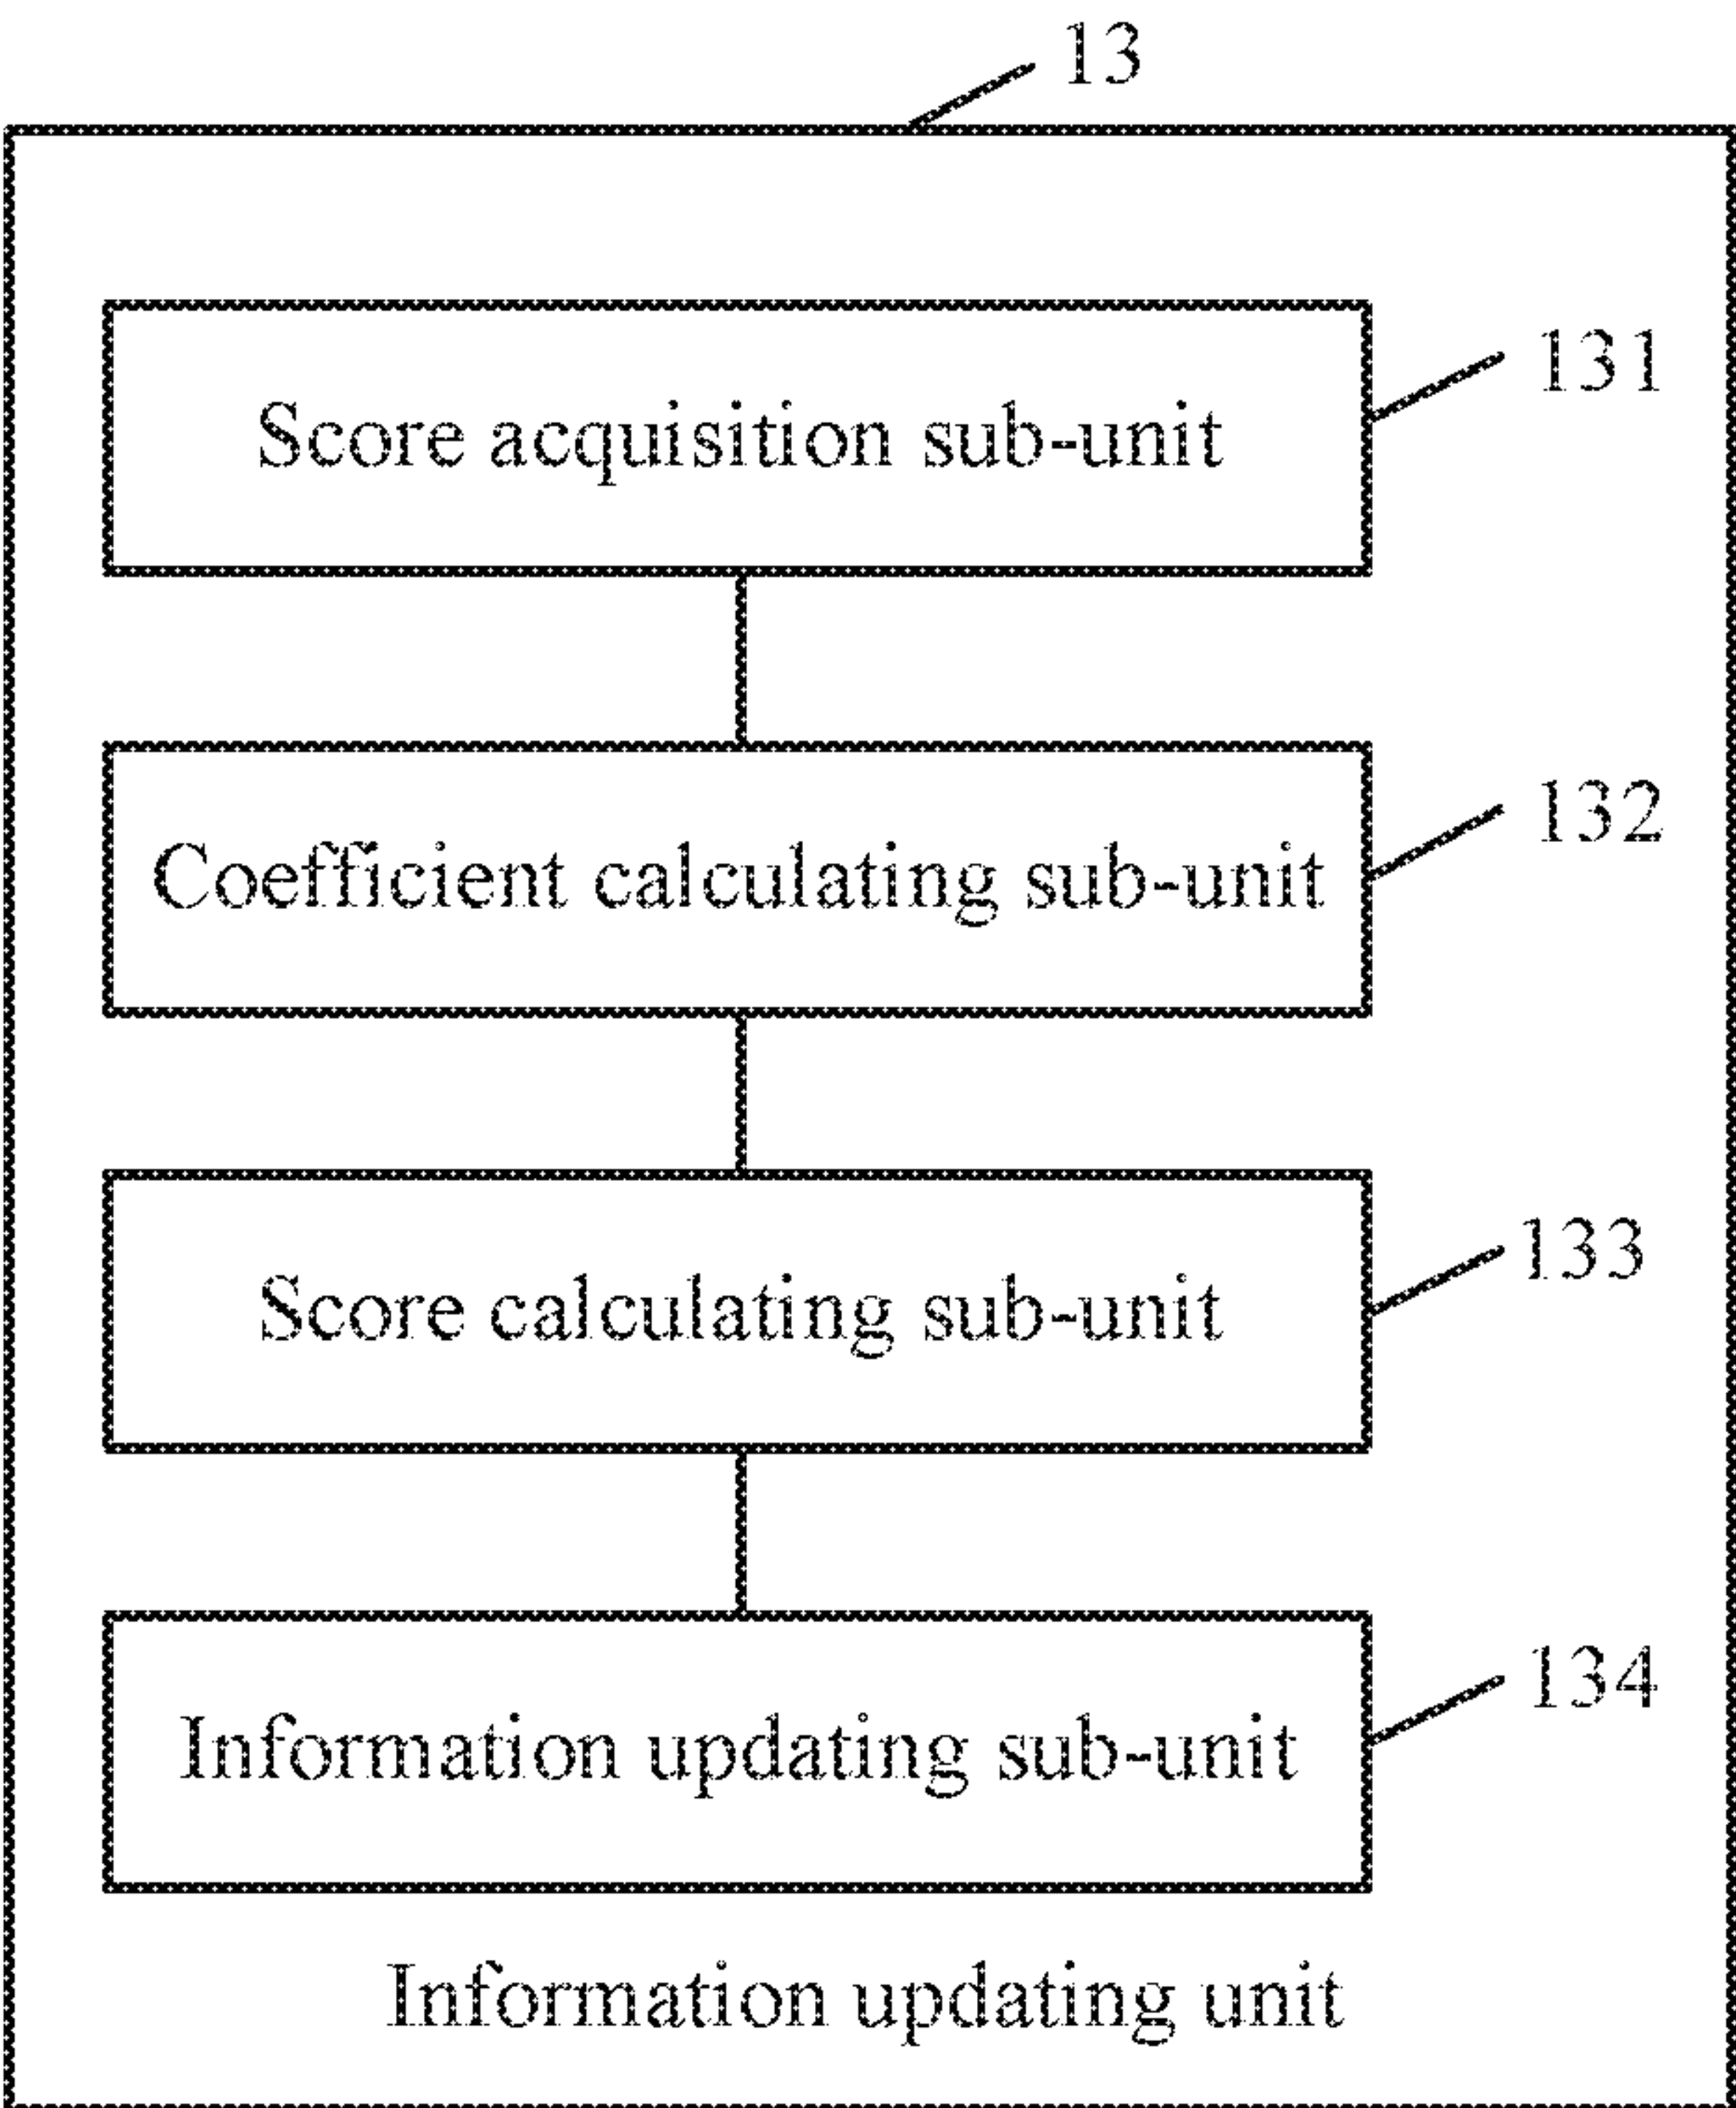 13
131
Score acquisition sub-unit
132
Coefficient calculating sub-unit
133
Score calculating sub-unit
134
Information updating sub-unit
Information updating unit